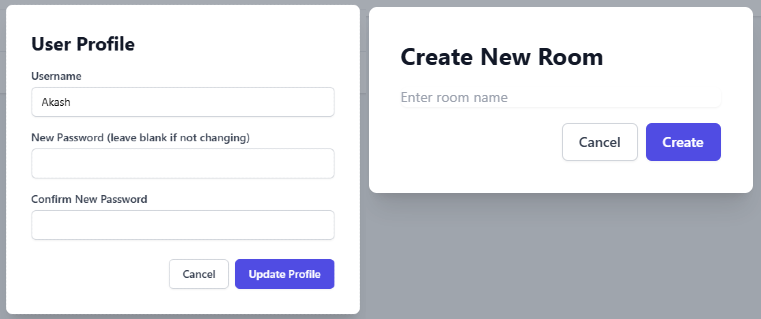 User Profile
Username
Akash
New Password (leave blank if not changing)
Confirm New Password
Cancel
Update Profile
Create New Room
Enter room name
Cancel
Create